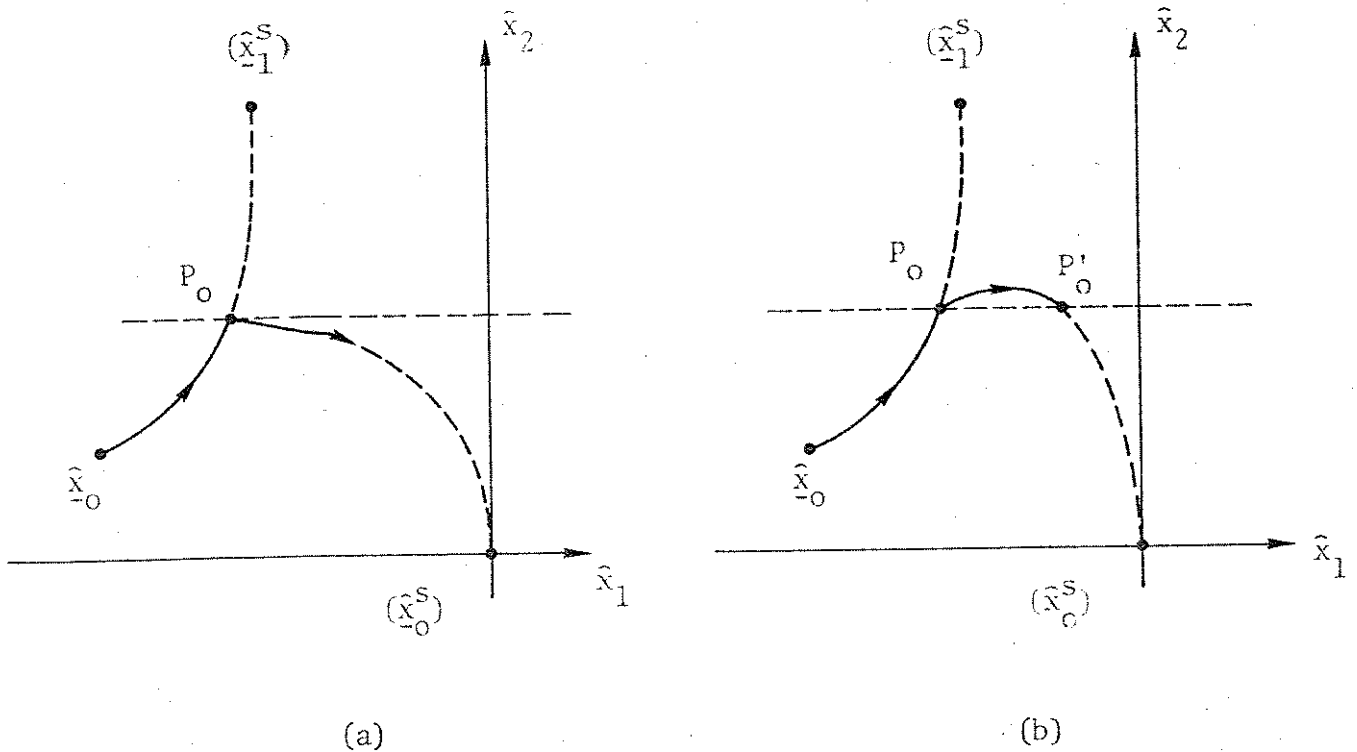 (x̂₁ˢ)
x̂₂
P₀
x̂₀
x̂₁
(x̂₀ˢ)
(a)
(x̂₁ˢ)
x̂₂
P₀
P'₀
x̂₀
x̂₁
(x̂₀ˢ)
(b)